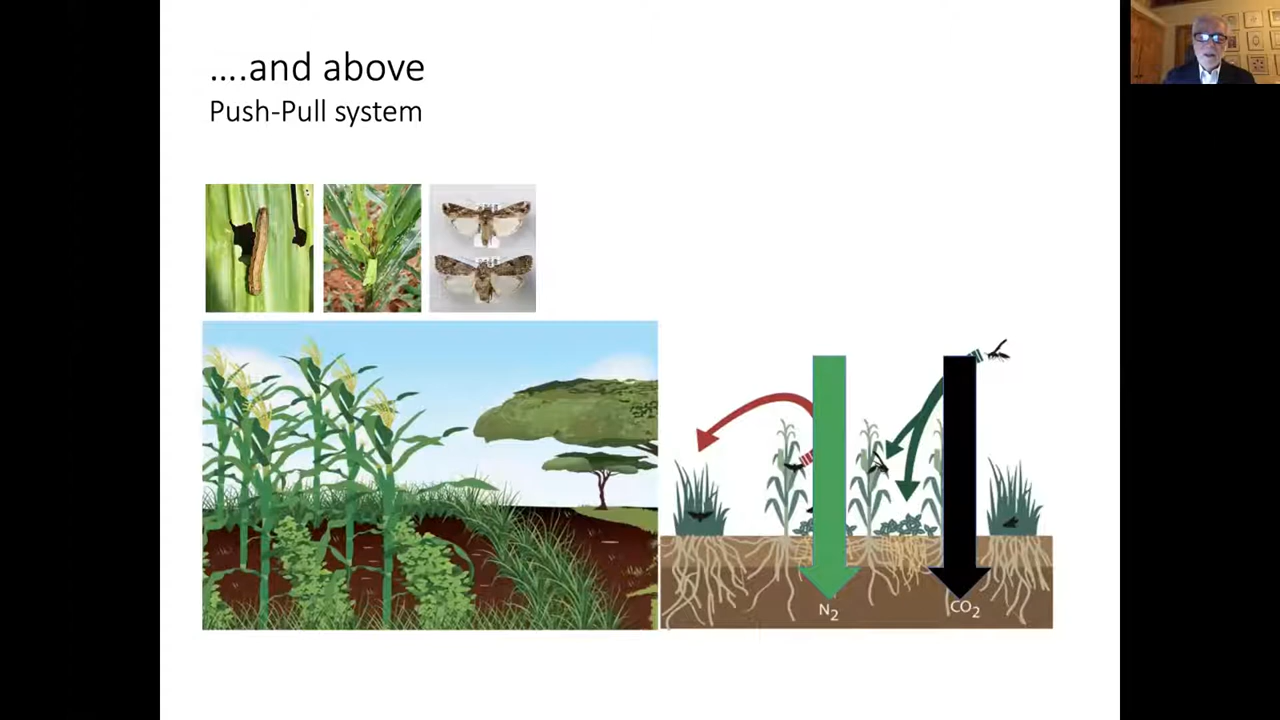 ....and above
Push-Pull system
N₂
CO₂